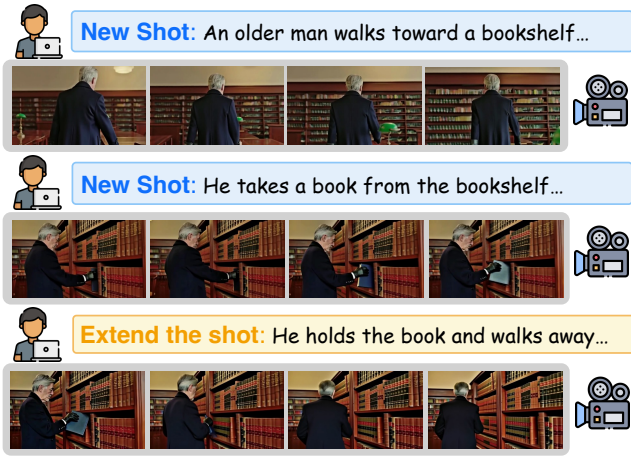 New Shot: An older man walks toward a bookshelf…
New Shot: He takes a book from the bookshelf…
Extend the shot: He holds the book and walks away…